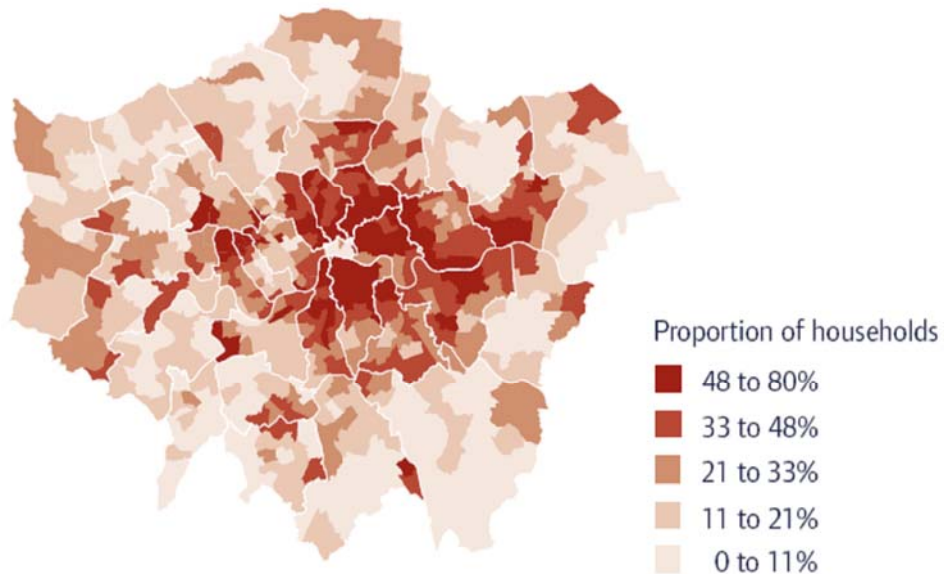 Proportion of households
48 to 80%
33 to 48%
21 to 33%
11 to 21%
0 to 11%